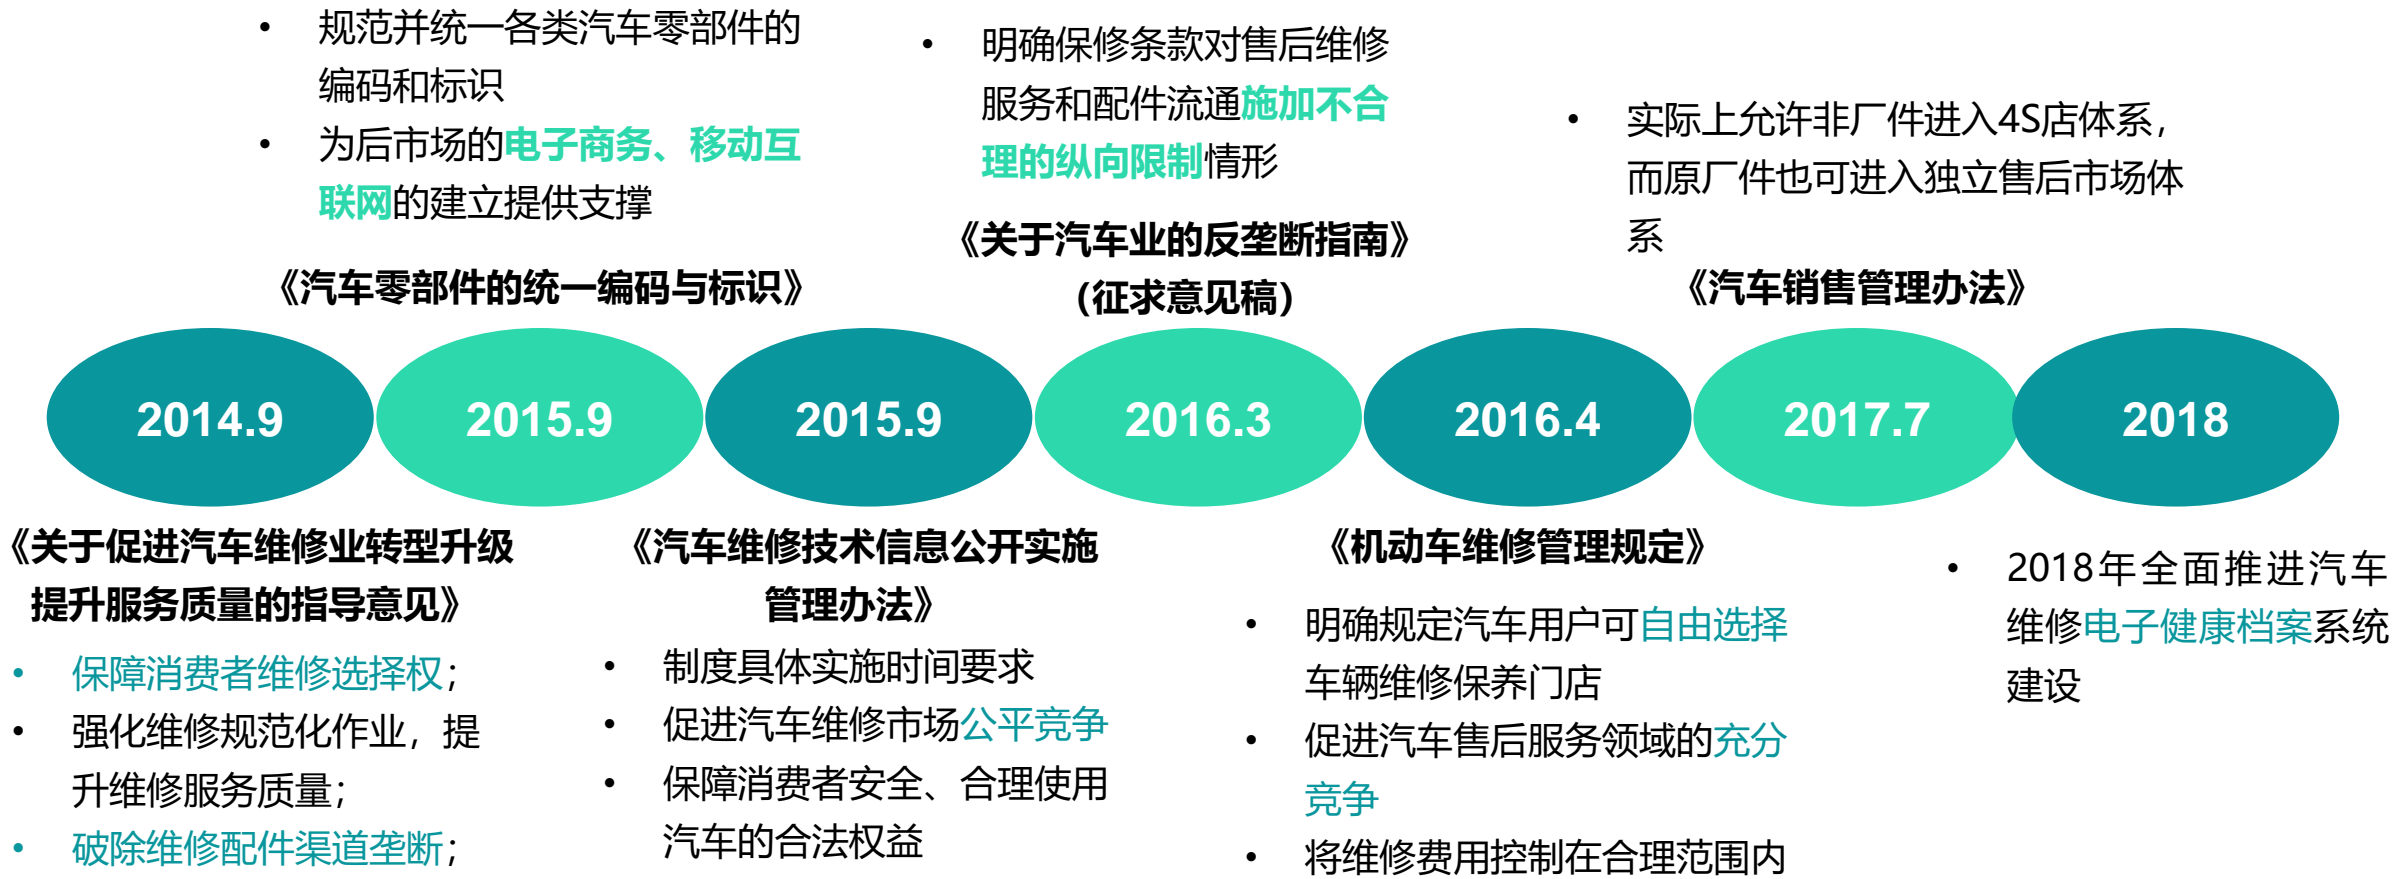 • 规范并统一各类汽车零部件的
编码和标识
• 为后市场的电子商务、移动互
联网的建立提供支撑
《汽车零部件的统一编码与标识》
• 明确保修条款对售后维修
服务和配件流通施加不合
理的纵向限制情形
《关于汽车业的反垄断指南》
（征求意见稿）
• 实际上允许非厂件进入4S店体系，
而原厂件也可进入独立售后市场体
系
《汽车销售管理办法》
2014.9
2015.9
2015.9
2016.3
2016.4
2017.7
2018
《关于促进汽车维修业转型升级
提升服务质量的指导意见》
• 保障消费者维修选择权；
• 强化维修规范化作业，提
升维修服务质量；
• 破除维修配件渠道垄断；
《汽车维修技术信息公开实施
管理办法》
• 制度具体实施时间要求
• 促进汽车维修市场公平竞争
• 保障消费者安全、合理使用
汽车的合法权益
《机动车维修管理规定》
• 明确规定汽车用户可自由选择
车辆维修保养门店
• 促进汽车售后服务领域的充分
竞争
• 将维修费用控制在合理范围内
• 2018年全面推进汽车
维修电子健康档案系统
建设